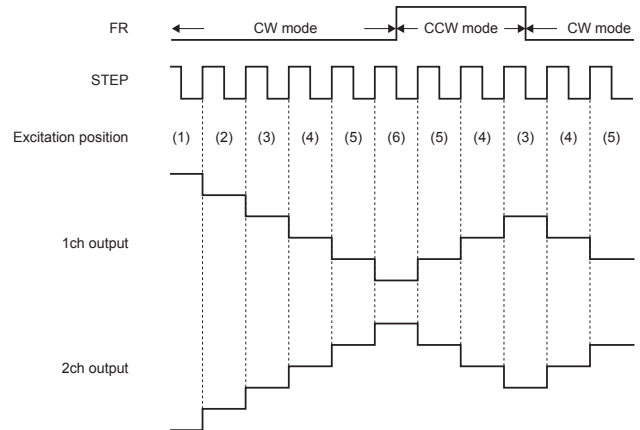 FR CW mode CCW mode CW mode
STEP
Excitation position (1) (2) (3) (4) (5) (6) (5) (4) (3) (4) (5)
1ch output
2ch output